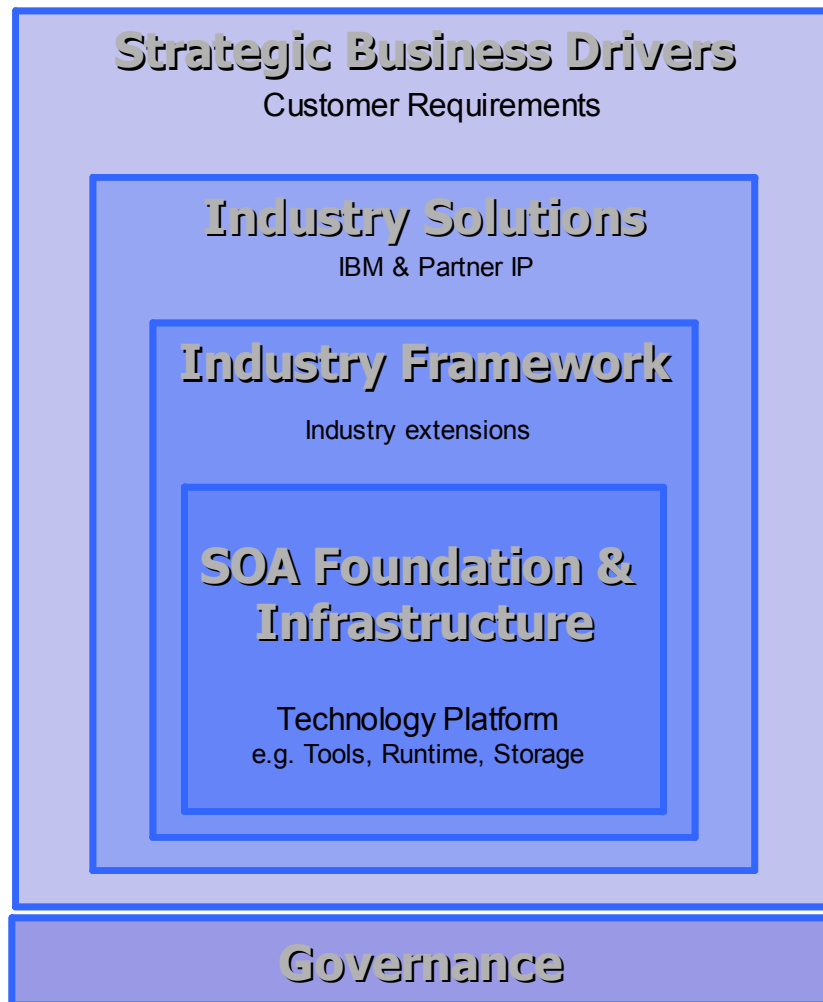 Strategic Business Drivers
Customer Requirements
Industry Solutions
IBM & Partner IP
Industry Framework
Industry extensions
SOA Foundation &
Infrastructure
Technology Platform
e.g. Tools, Runtime, Storage
Governance